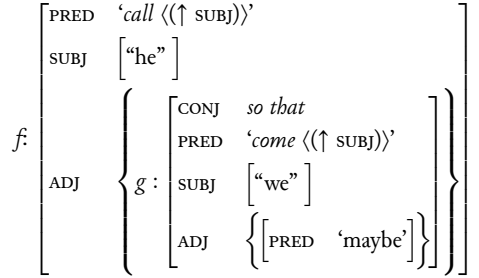 PRED ‘call ⟨(↑ SUBJ)⟩’
SUBJ [“he” ]
f: ADJ { g : CONJ so that
PRED ‘come ⟨(↑ SUBJ)⟩’
SUBJ [“we” ]
ADJ {[PRED ‘maybe’]} }